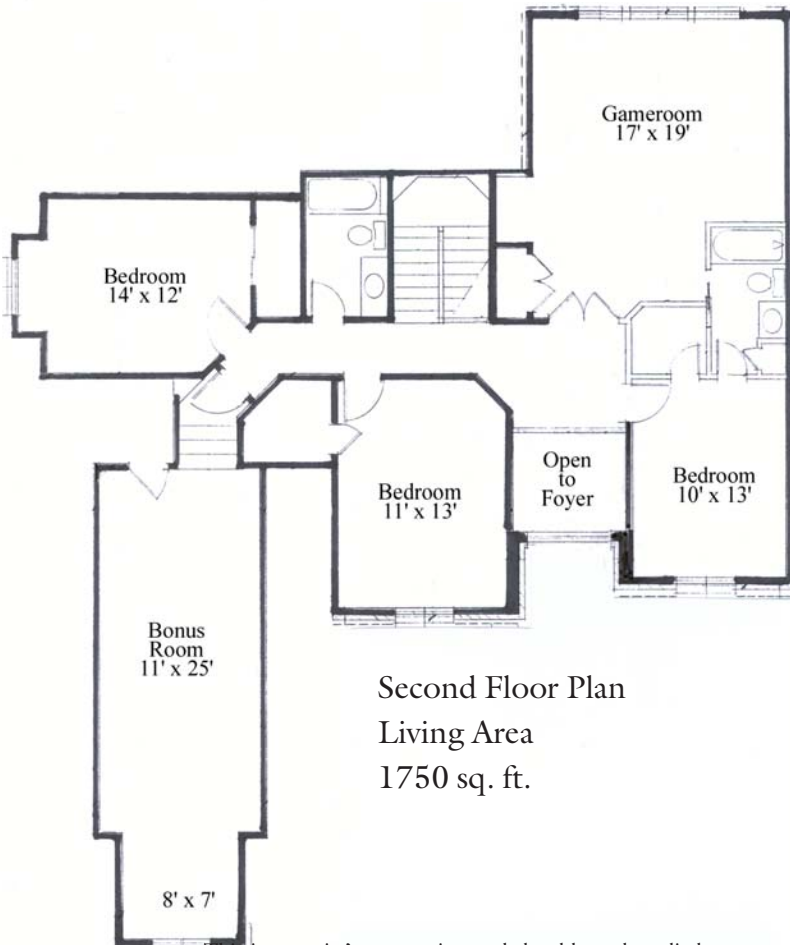 Gameroom
17' x 19'
Bedroom
14' x 12'
Open
to
Foyer
Bedroom
10' x 13'
Bedroom
11' x 13'
Bonus
Room
11' x 25'
Second Floor Plan
Living Area
1750 sq. ft.
8' x 7'